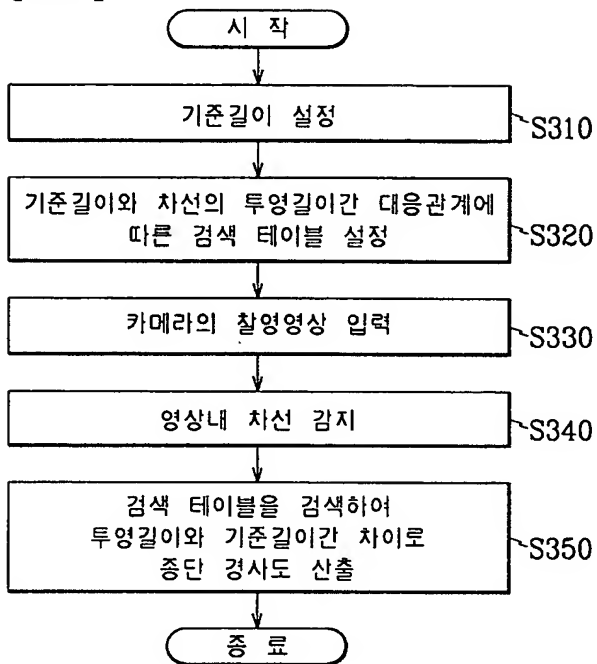 시 작
기준길이 설정
S310
기준길이와 차선의 투영길이간 대응관계에
따른 검색 테이블 설정
S320
카메라의 촬영영상 입력
S330
영상내 차선 감지
S340
검색 테이블을 검색하여
투영길이와 기준길이간 차이로
종단 경사도 산출
S350
종 료